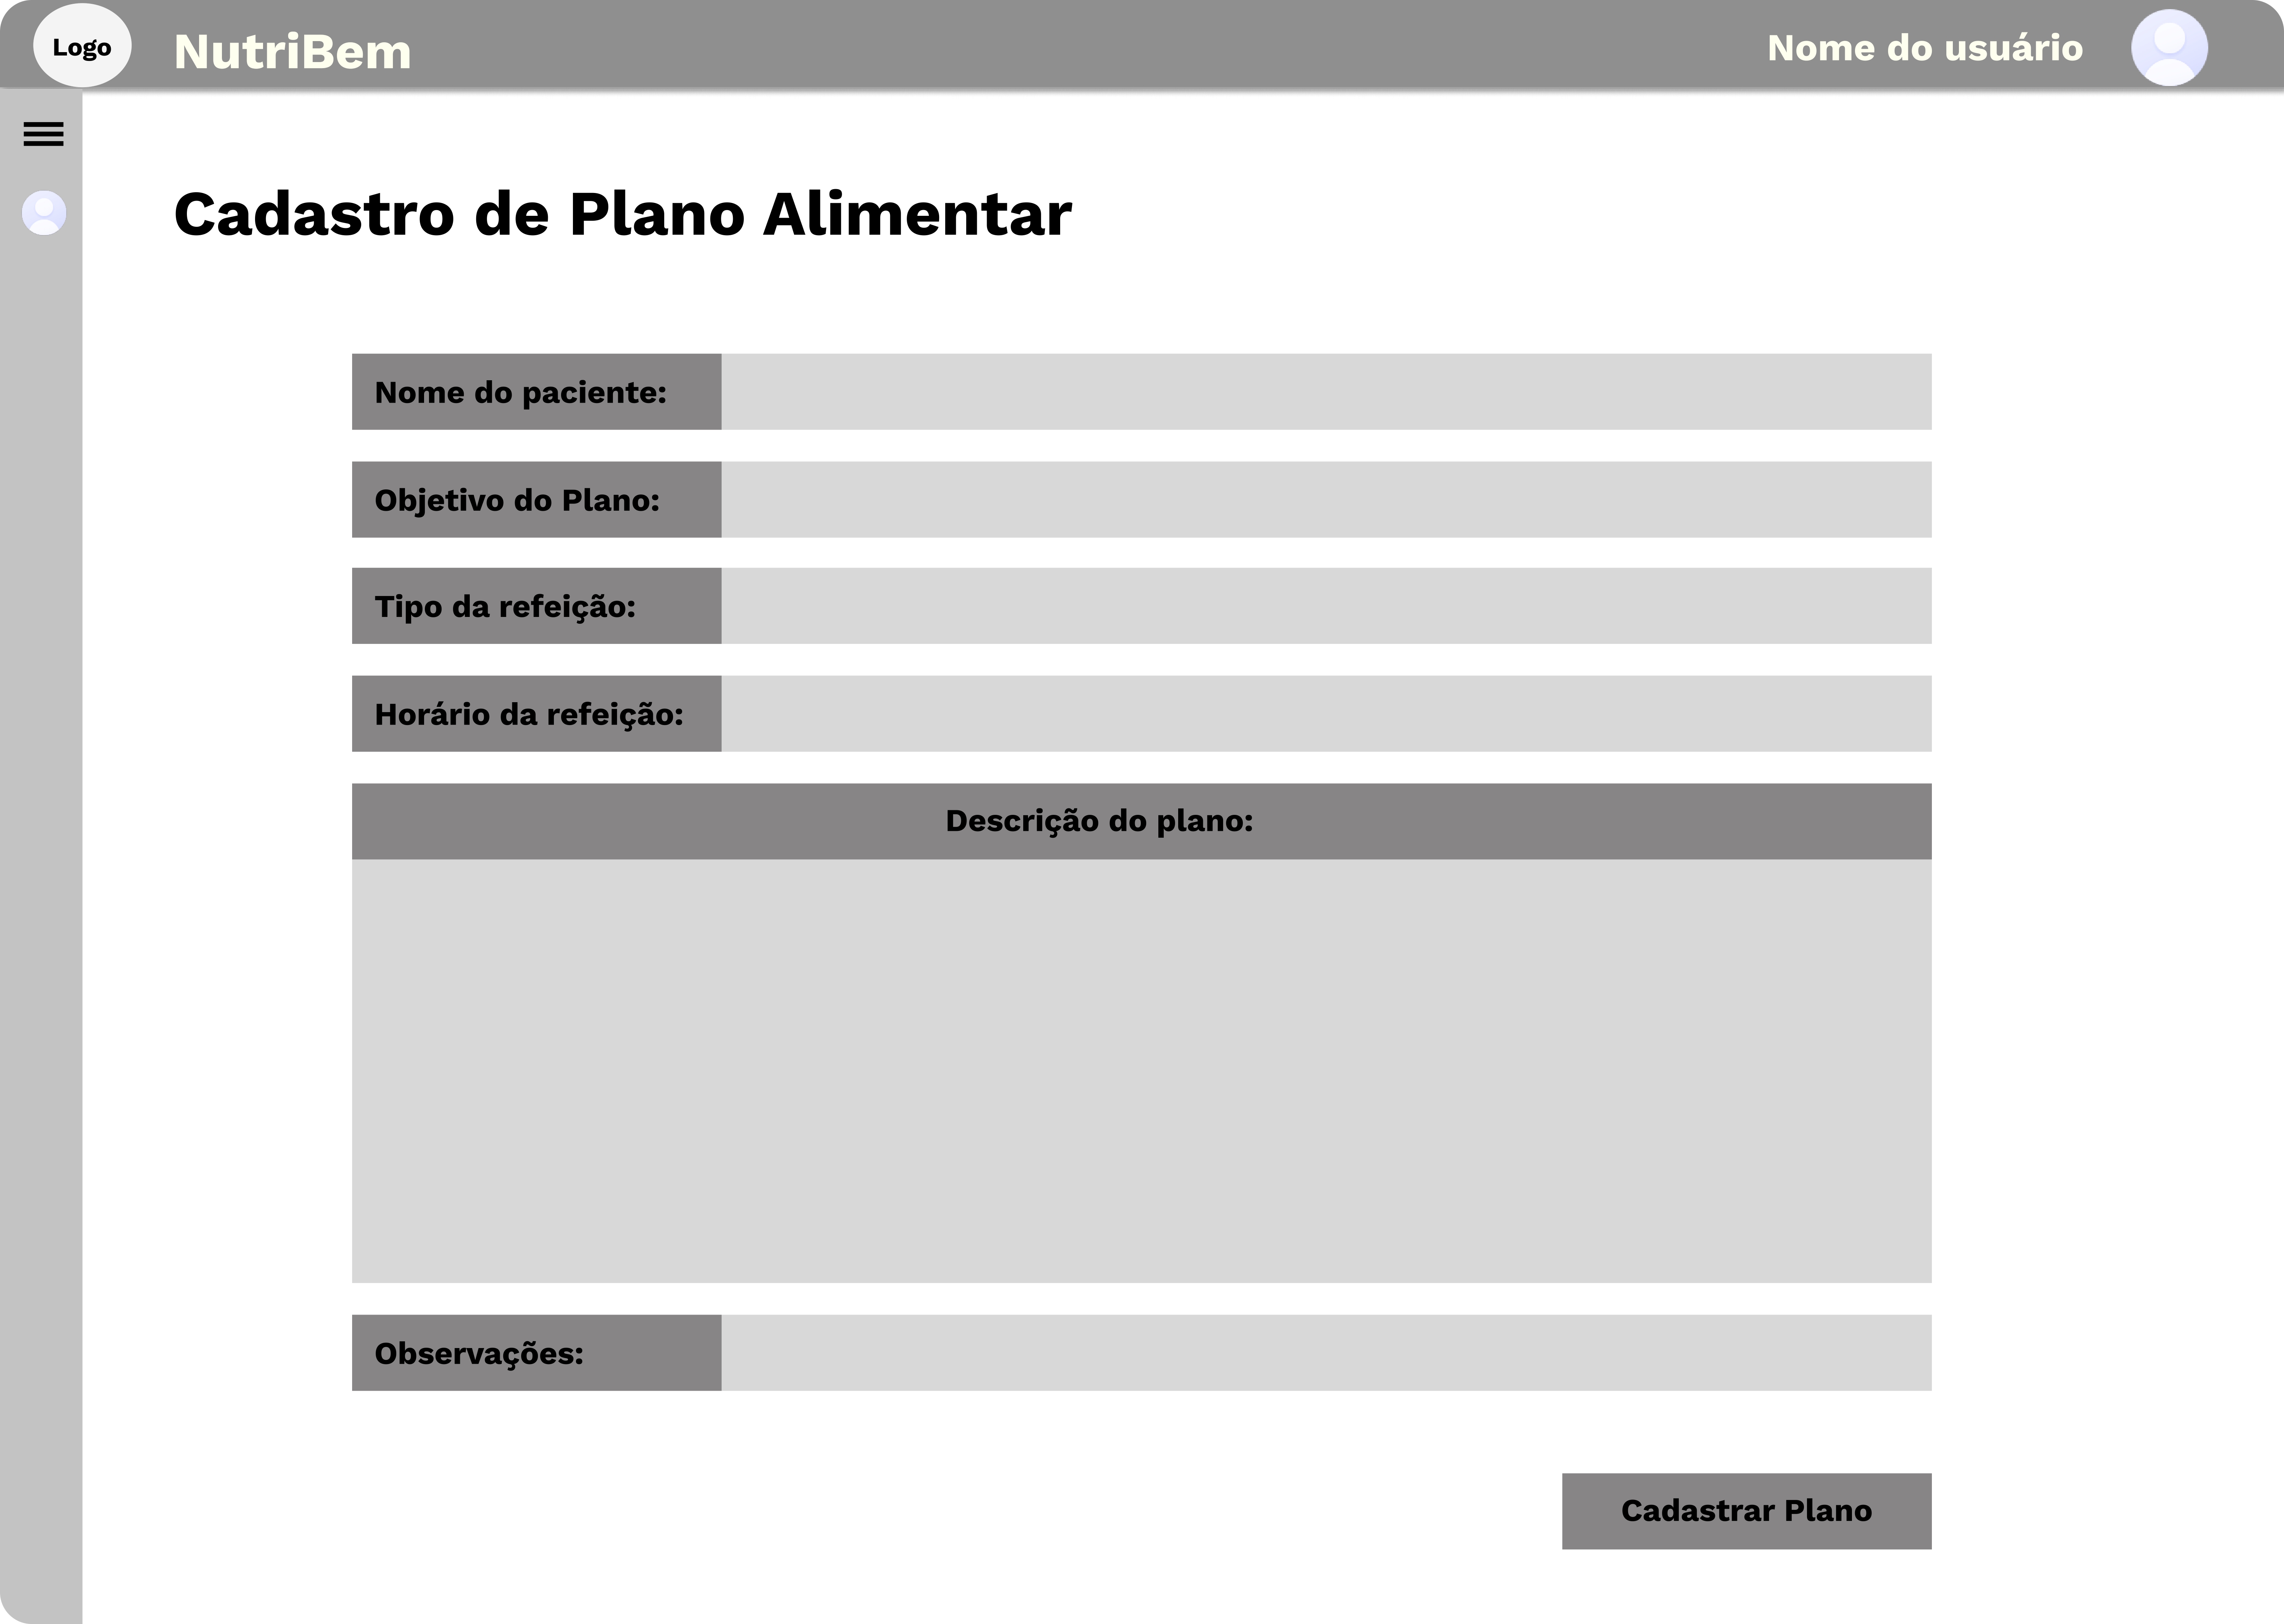 Logo
NutriBem
Nome do usuário
Cadastro de Plano Alimentar
Nome do paciente:
Objetivo do Plano:
Tipo da refeição:
Horário da refeição:
Descrição do plano:
Observações:
Cadastrar Plano